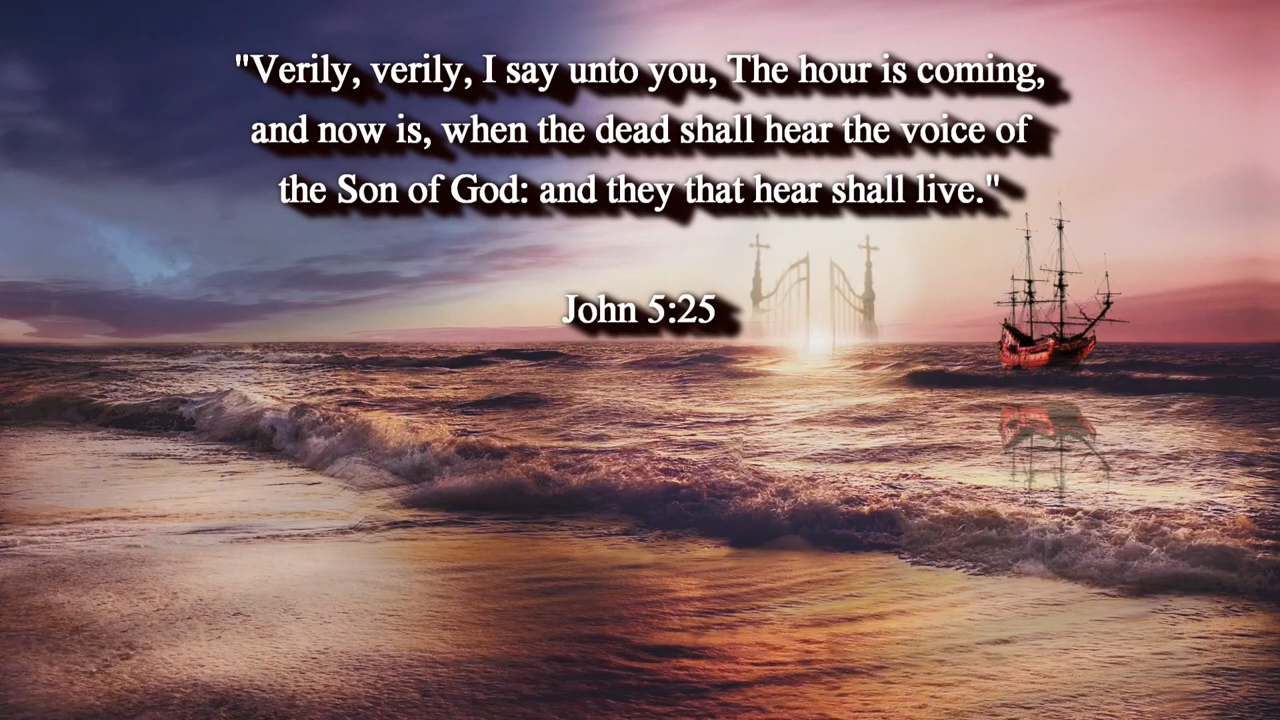 "Verily, verily, I say unto you, The hour is coming,
and now is, when the dead shall hear the voice of
the Son of God: and they that hear shall live."
John 5:25